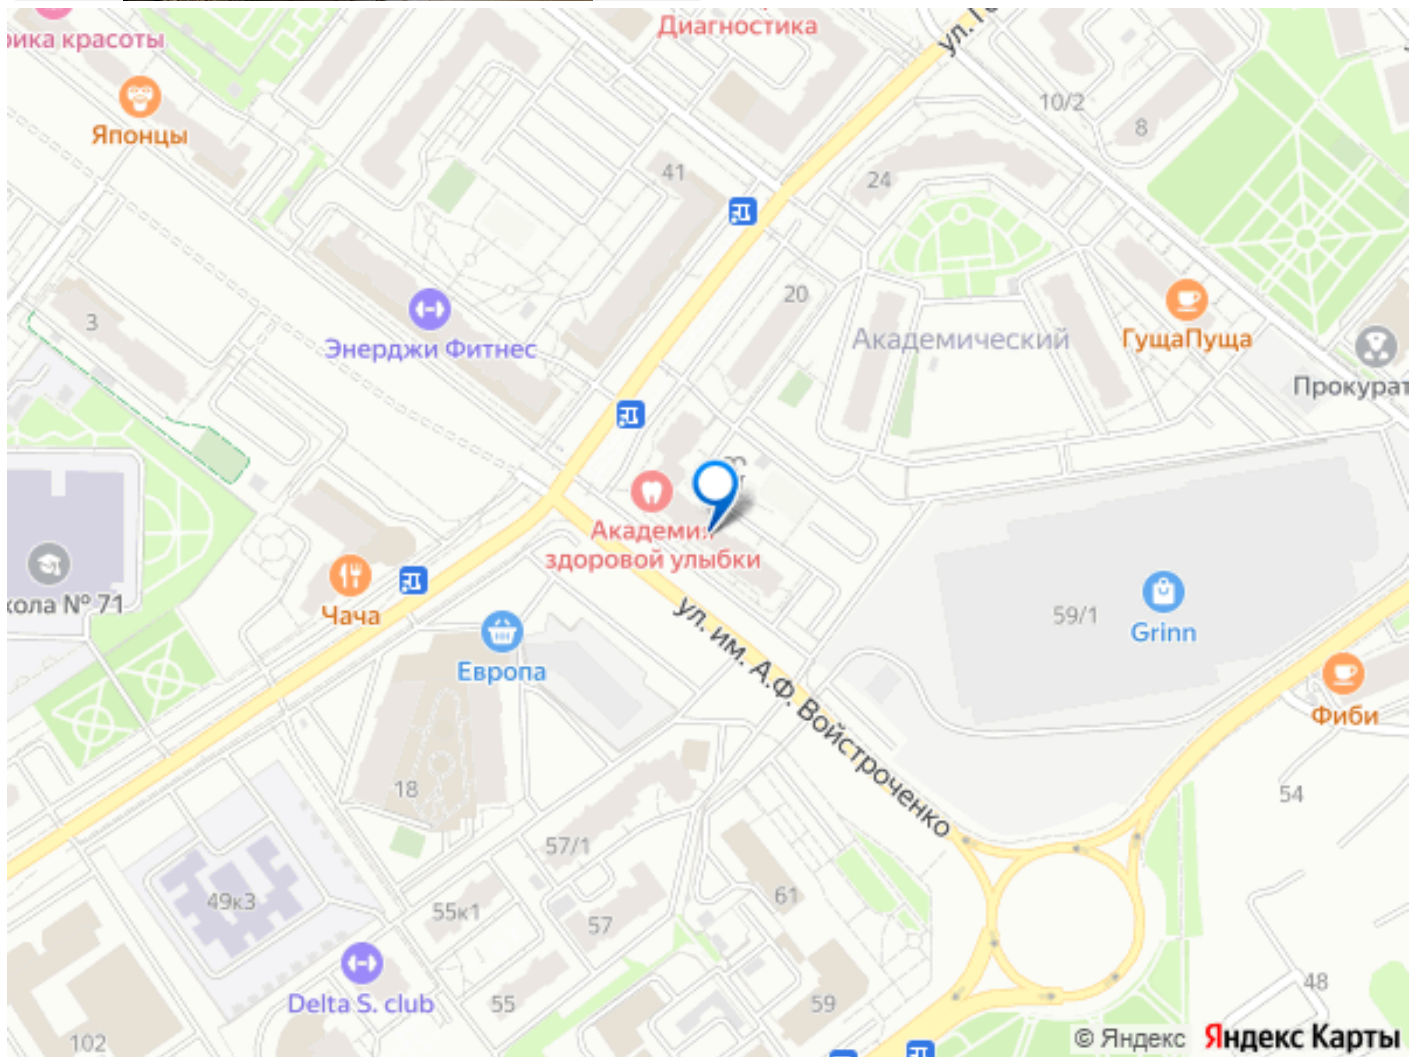 Диагностика
ика красоты
ул. Го
10/2
8
Японцы
41
24
20
3
Энерджи Фитнес
Академический
ГущаПуща
Прокурат
Академия
здоровой улыбки
кола № 71
Чача
59/1
Grinn
Европа
ул. им. А.Ф. Войстроченко
Фиби
18
54
57/1
49к3
55к1
61
57
Delta S. club
55
59
48
102
© Яндекс Яндекс Карты